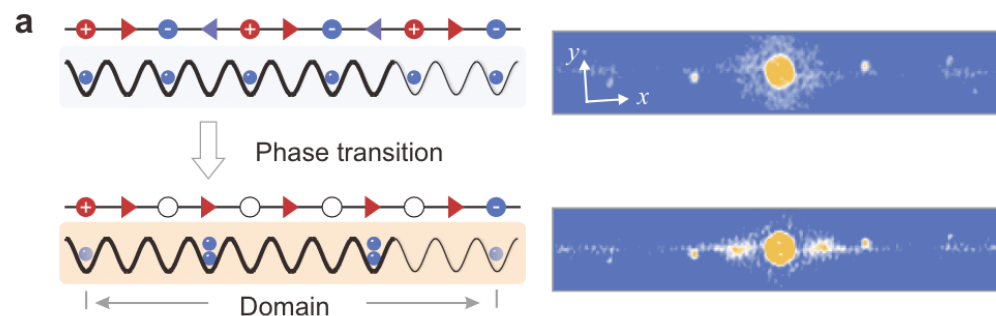 a
+ - + - + -
y
x
Phase transition
+ -
Domain